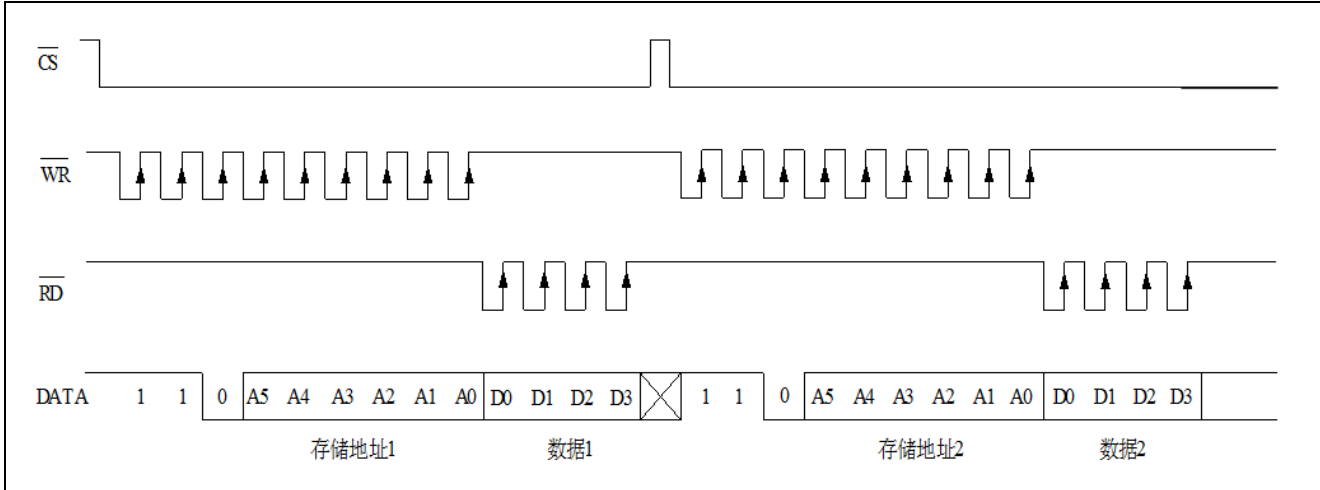 CS
WR
RD
DATA 1 1 0 A5 A4 A3 A2 A1 A0 D0 D1 D2 D3 1 1 0 A5 A4 A3 A2 A1 A0 D0 D1 D2 D3
存储地址1 数据1 存储地址2 数据2